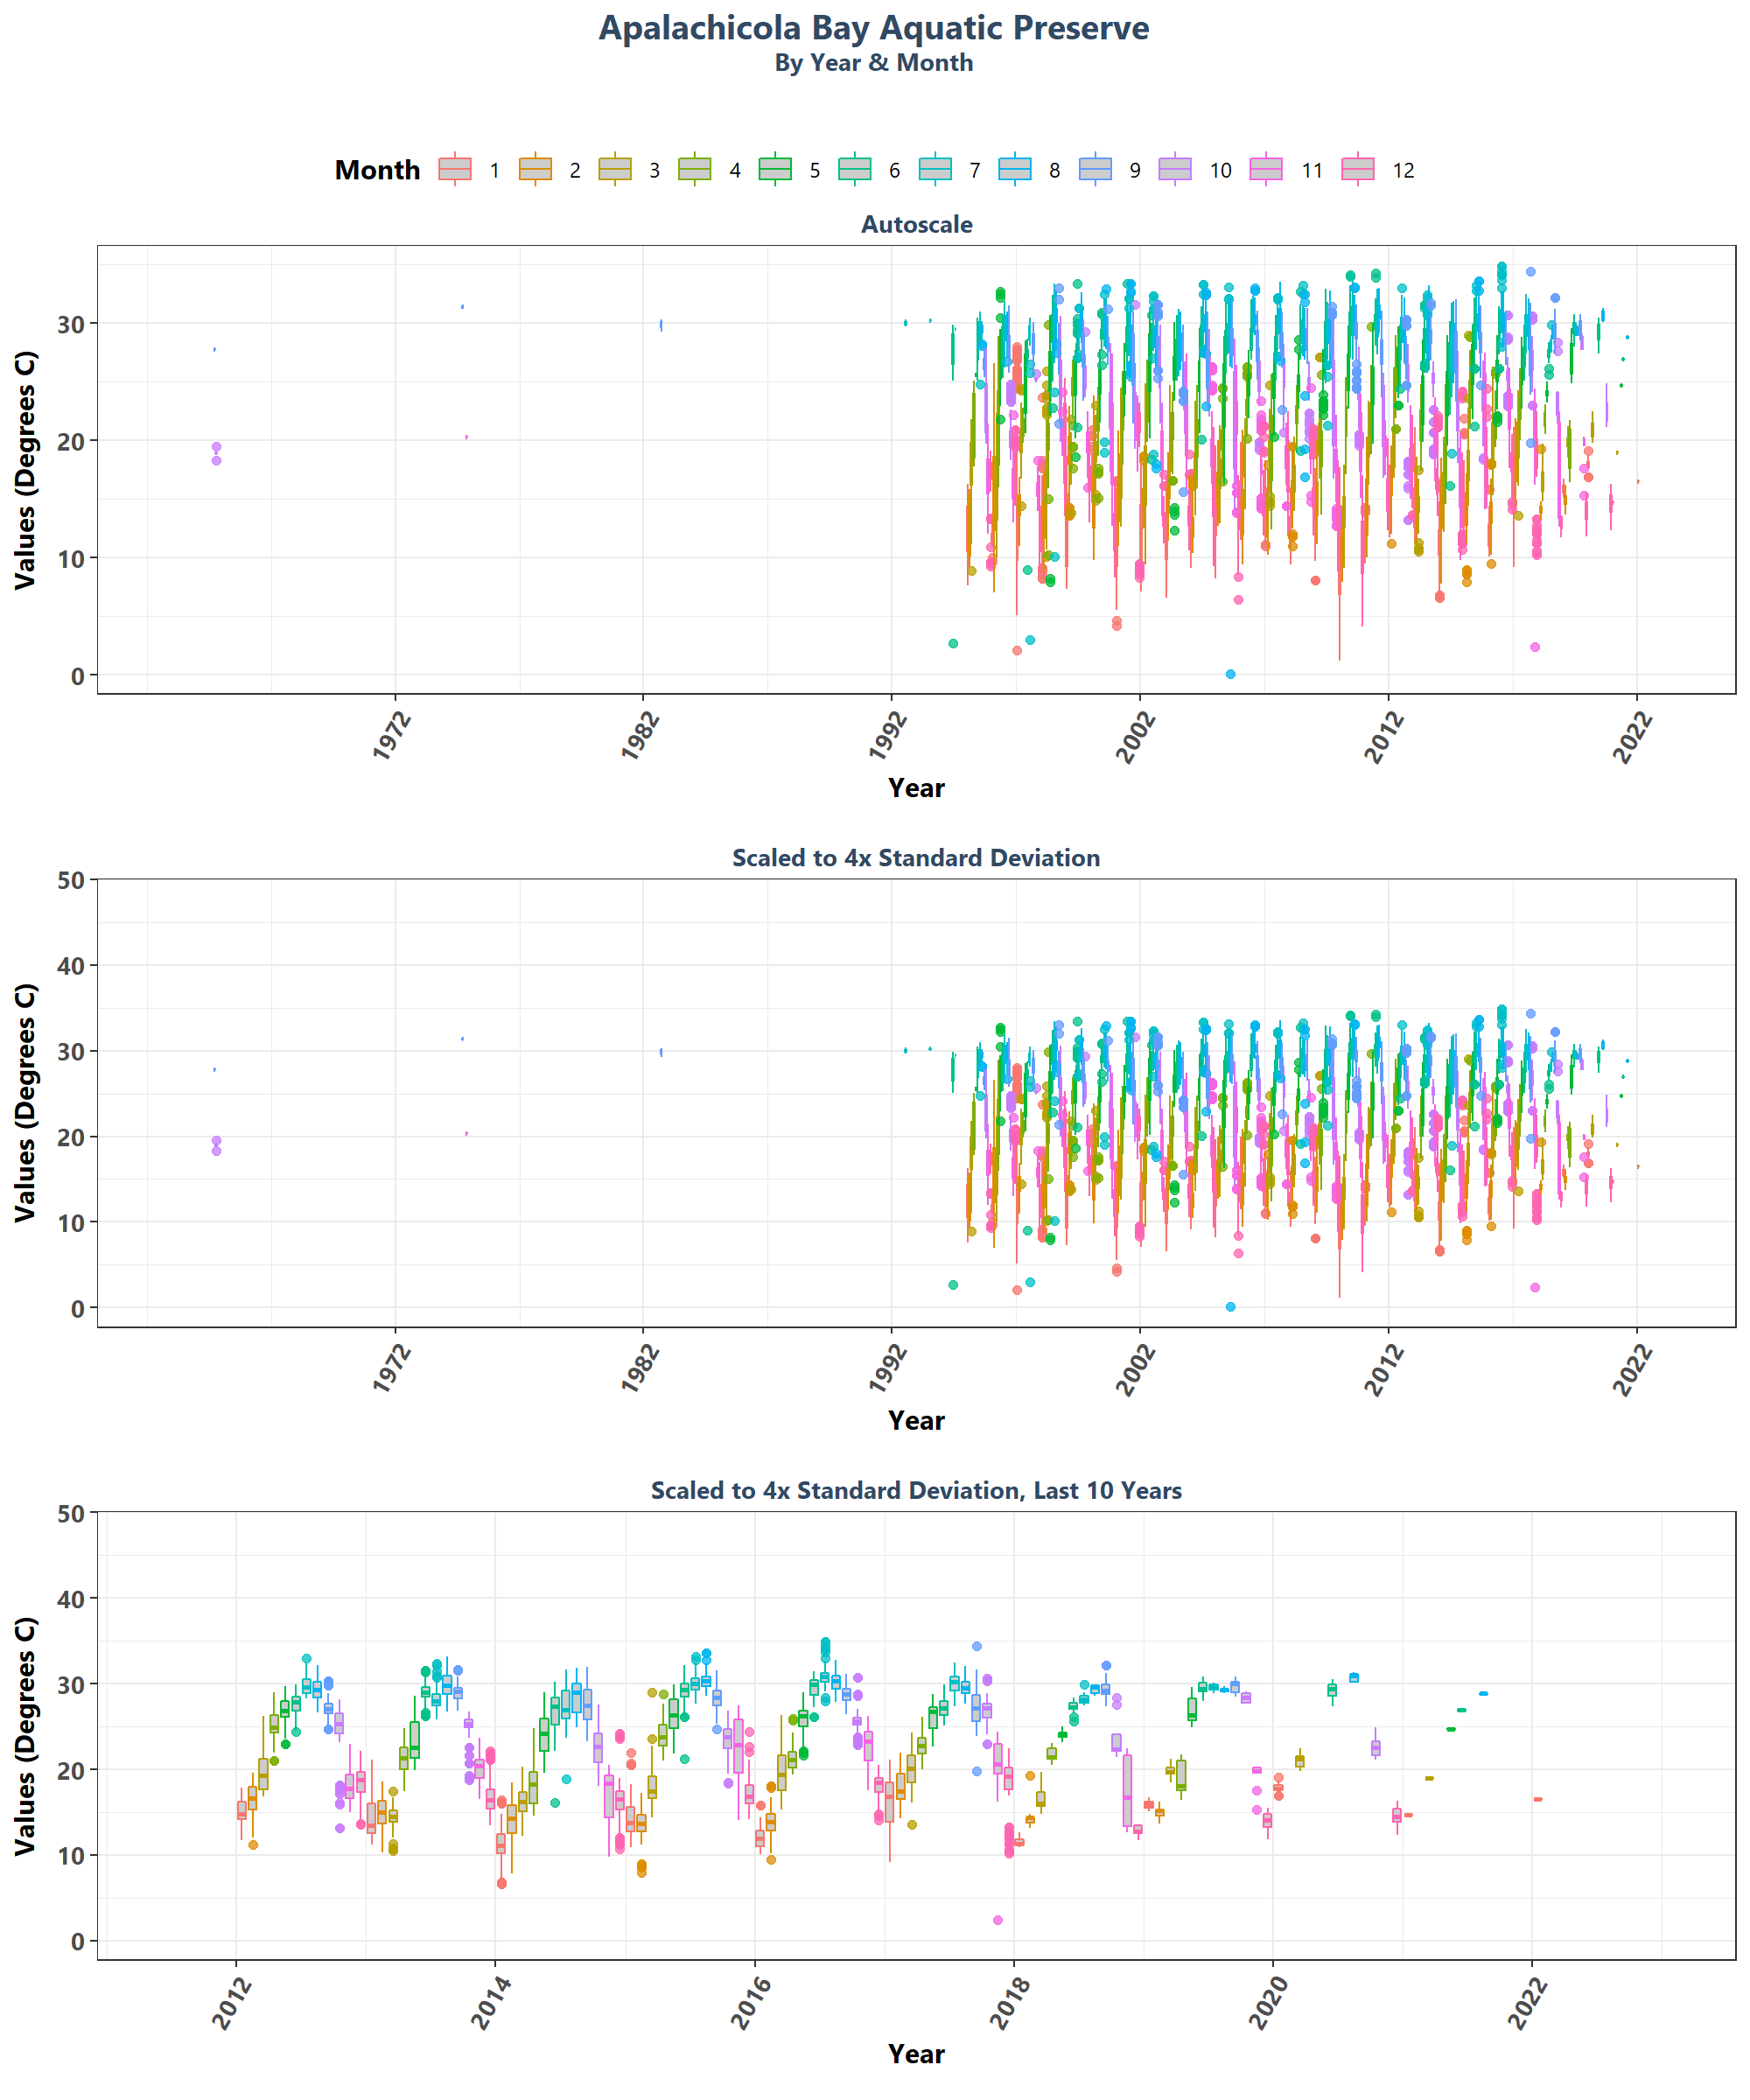 Apalachicola Bay Aquatic Preserve
By Year & Month
Month 1 2 3 4 5 6 7 8 9 10 11 12
Autoscale
Values (Degrees C)
30
20
10
0
1972 1982 1992 2002 2012 2022
Year
Scaled to 4x Standard Deviation
Values (Degrees C)
50
40
30
20
10
0
1972 1982 1992 2002 2012 2022
Year
Scaled to 4x Standard Deviation, Last 10 Years
Values (Degrees C)
50
40
30
20
10
0
2012 2014 2016 2018 2020 2022
Year